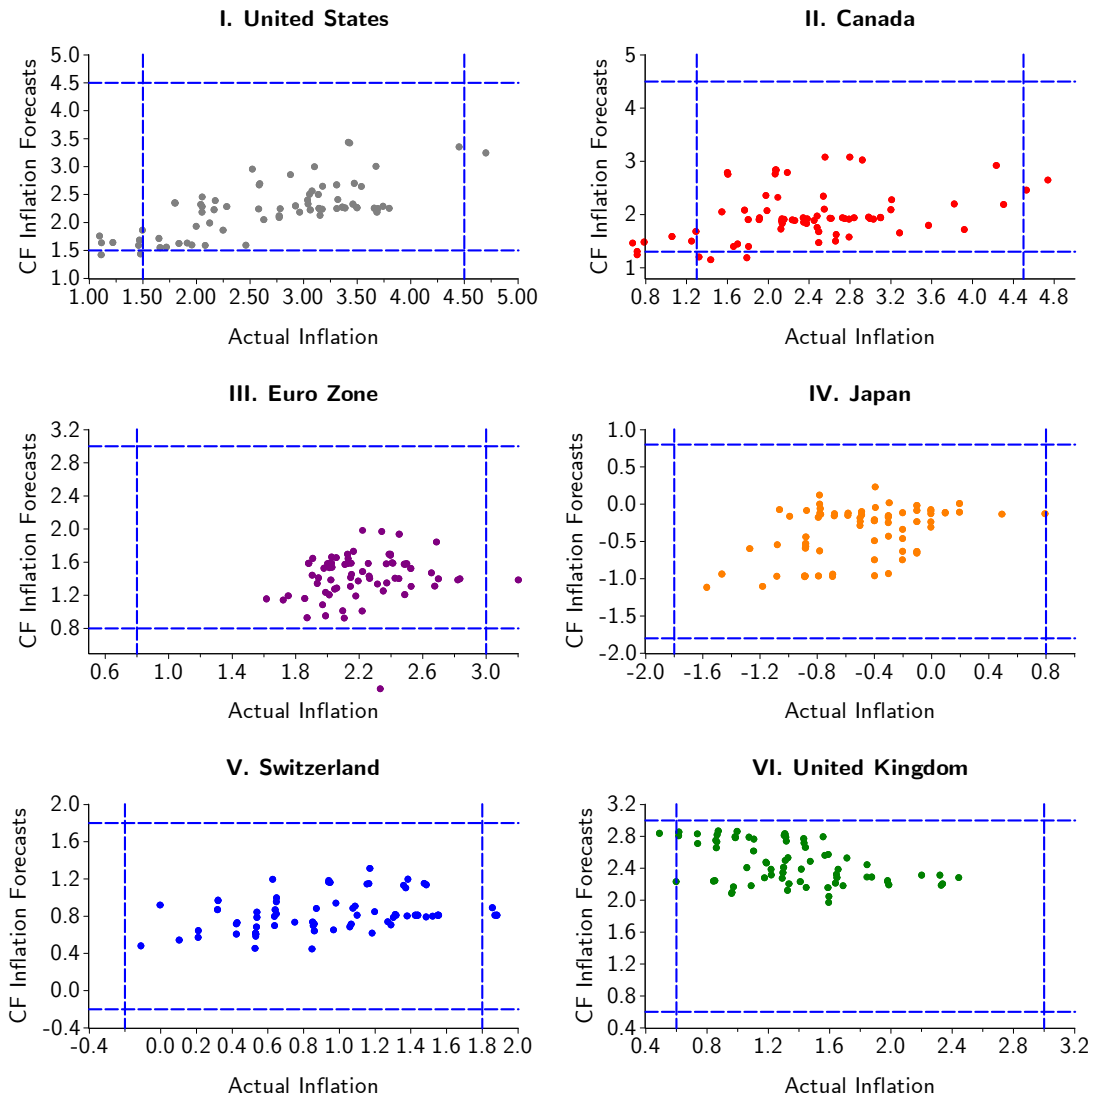 I. United States
II. Canada
CF Inflation Forecasts
5.0
4.5
4.0
3.5
3.0
2.5
2.0
1.5
1.0
1.00 1.50 2.00 2.50 3.00 3.50 4.00 4.50 5.00
Actual Inflation
CF Inflation Forecasts
5
4
3
2
1
0.8 1.2 1.6 2.0 2.4 2.8 3.2 3.6 4.0 4.4 4.8
Actual Inflation
III. Euro Zone
IV. Japan
CF Inflation Forecasts
3.2
2.8
2.4
2.0
1.6
1.2
0.8
0.6 1.0 1.4 1.8 2.2 2.6 3.0
Actual Inflation
CF Inflation Forecasts
1.0
0.5
0.0
-0.5
-1.0
-1.5
-2.0
-2.0 -1.6 -1.2 -0.8 -0.4 0.0 0.4 0.8
Actual Inflation
V. Switzerland
VI. United Kingdom
CF Inflation Forecasts
2.0
1.6
1.2
0.8
0.4
0.0
-0.4
-0.4 0.0 0.2 0.4 0.6 0.8 1.0 1.2 1.4 1.6 1.8 2.0
Actual Inflation
CF Inflation Forecasts
3.2
2.8
2.4
2.0
1.6
1.2
0.8
0.4
0.4 0.8 1.2 1.6 2.0 2.4 2.8 3.2
Actual Inflation